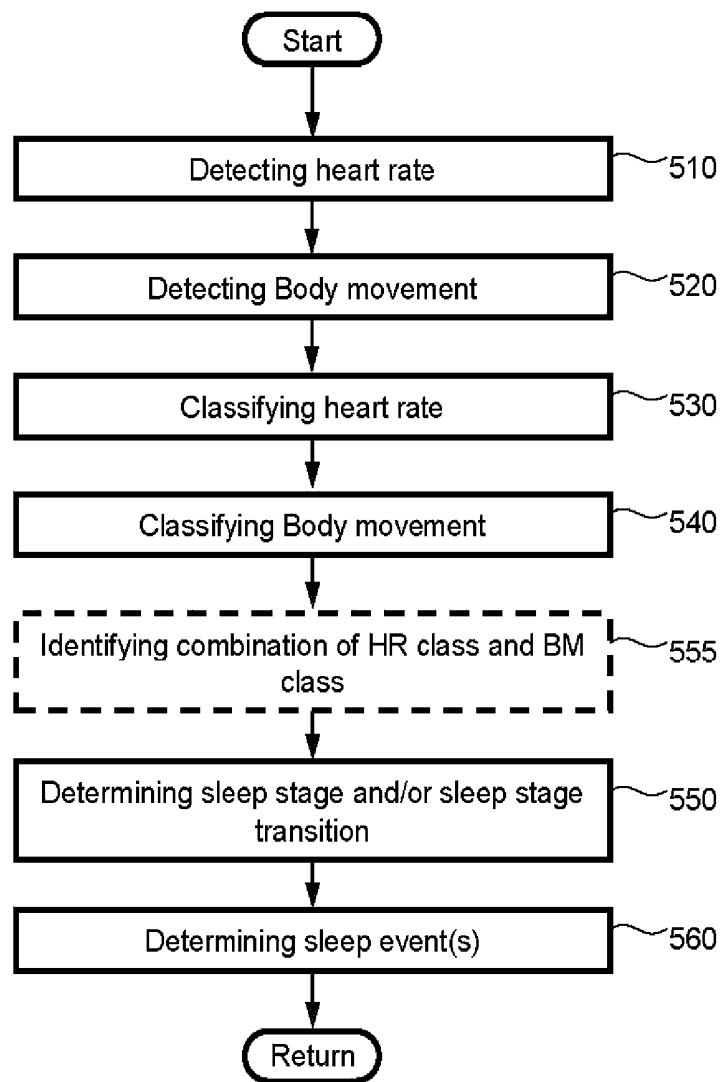 Start
Detecting heart rate
510
Detecting Body movement
520
Classifying heart rate
530
Classifying Body movement
540
Identifying combination of HR class and BM
class
555
Determining sleep stage and/or sleep stage
transition
550
Determining sleep event(s)
560
Return